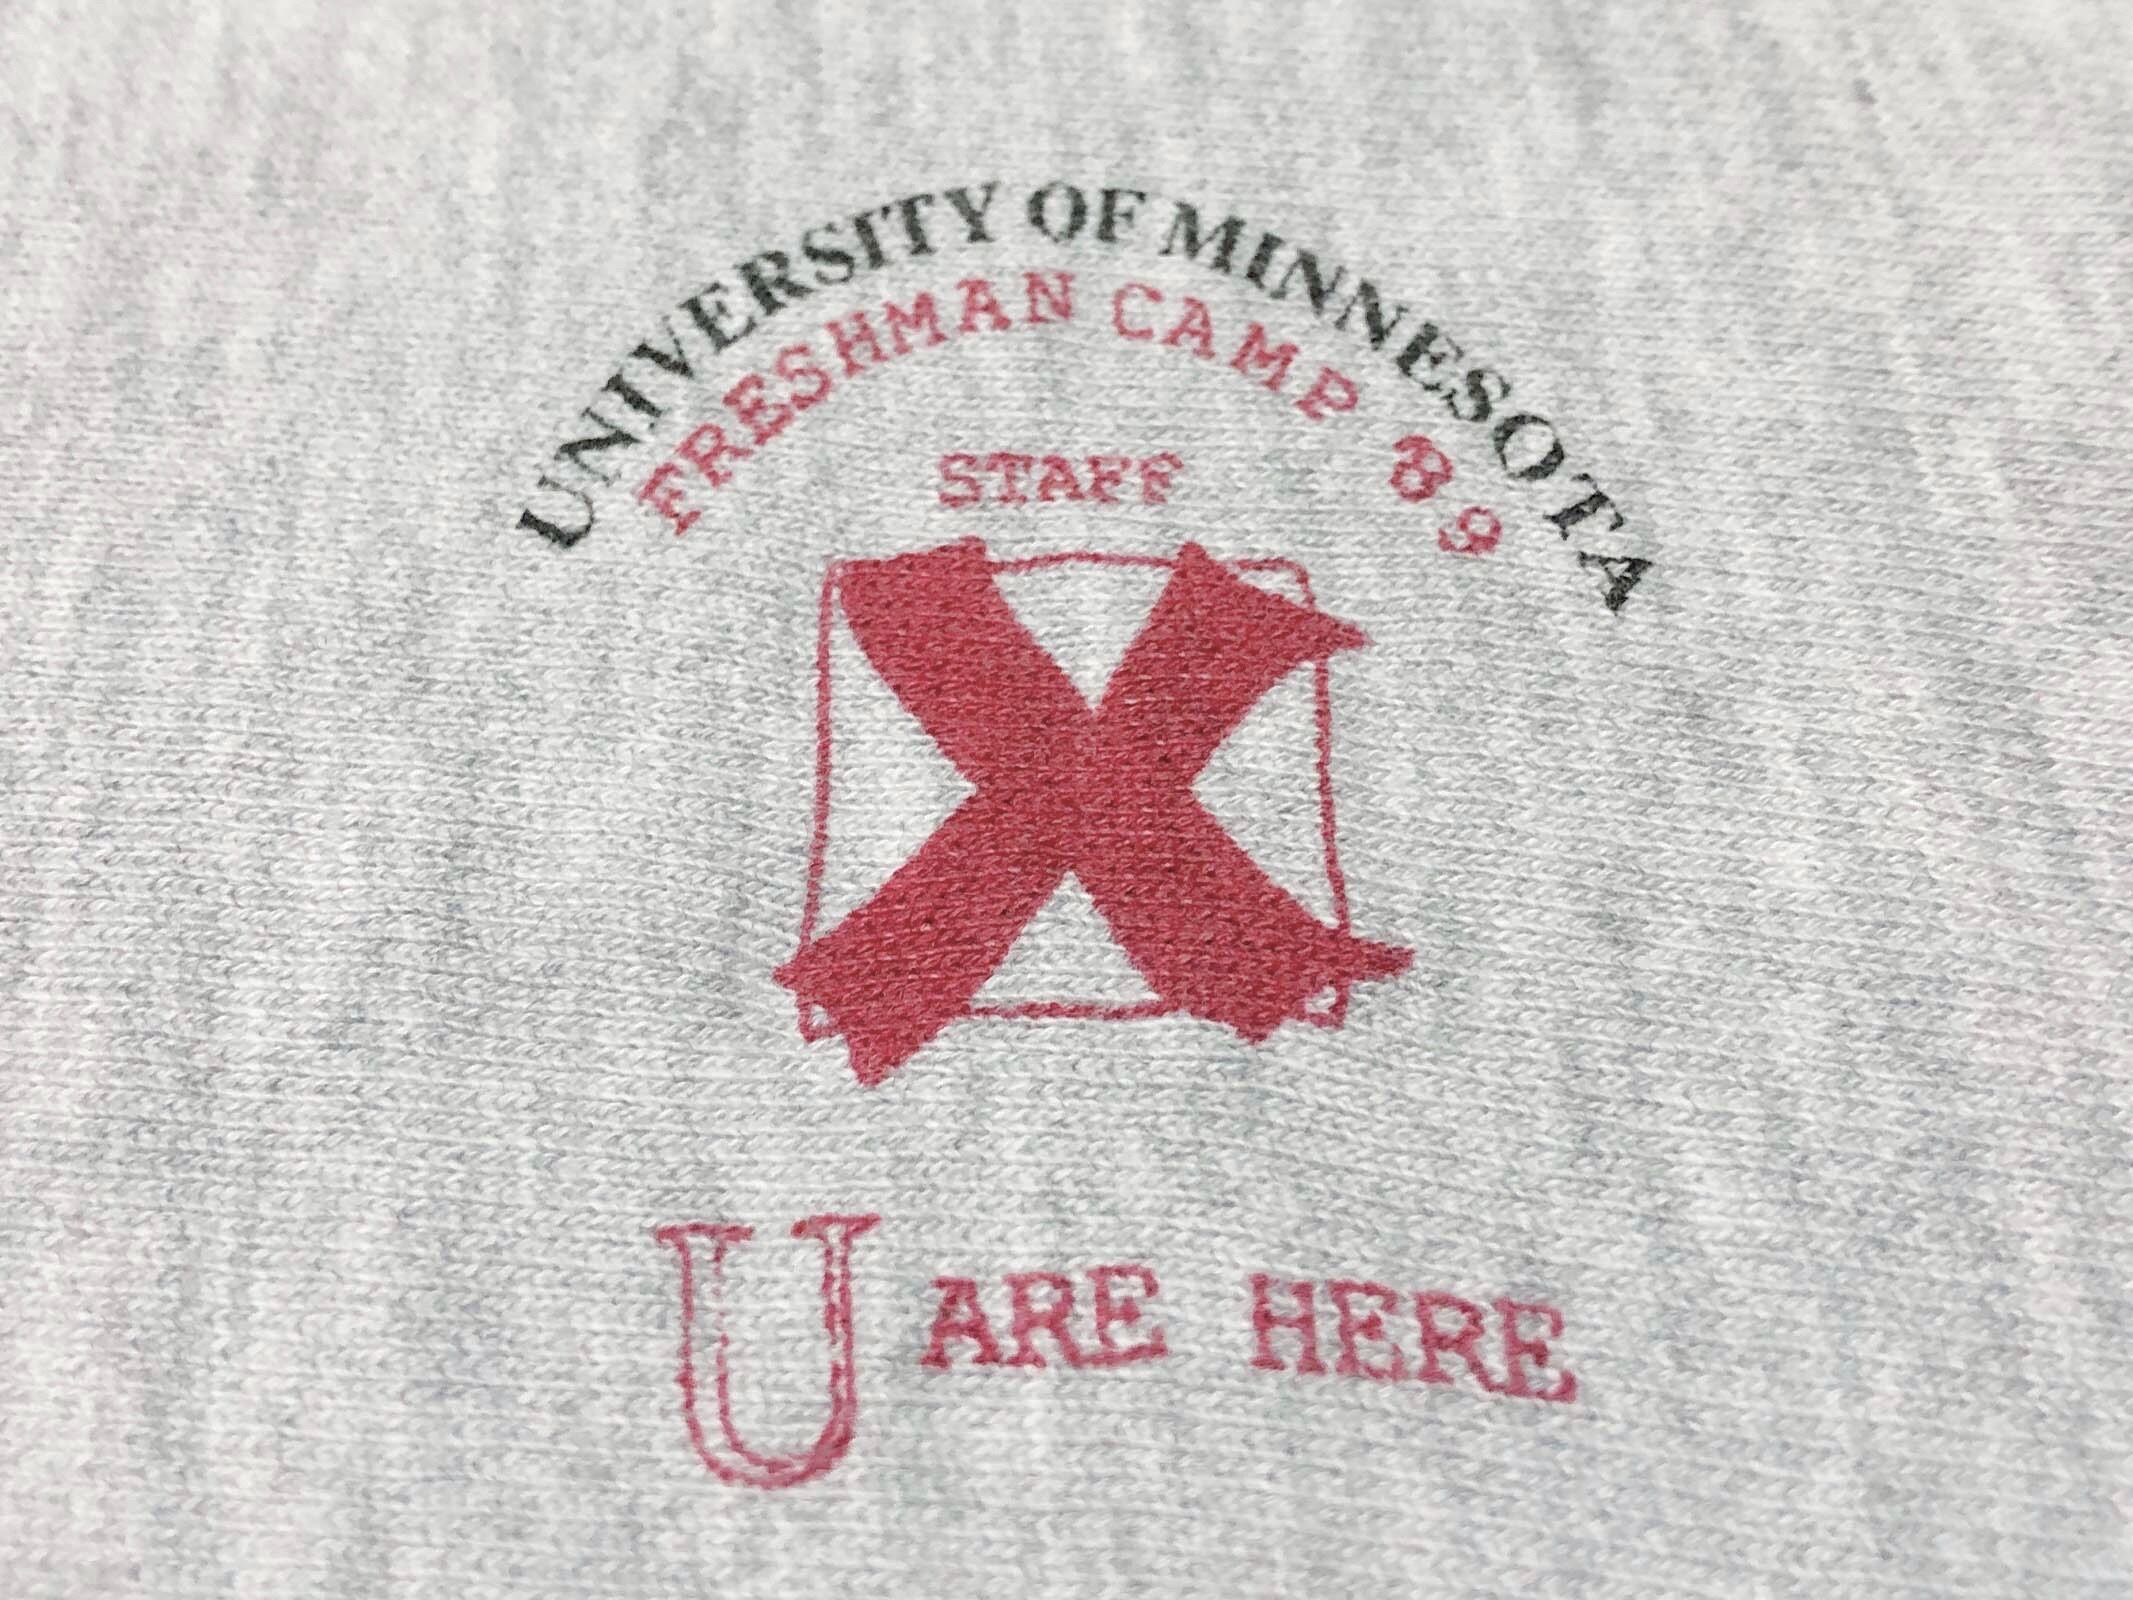 UNIVERSITY OF MINNESOTA
FRESHMAN CAMP 89
STAFF
X
U ARE HERE